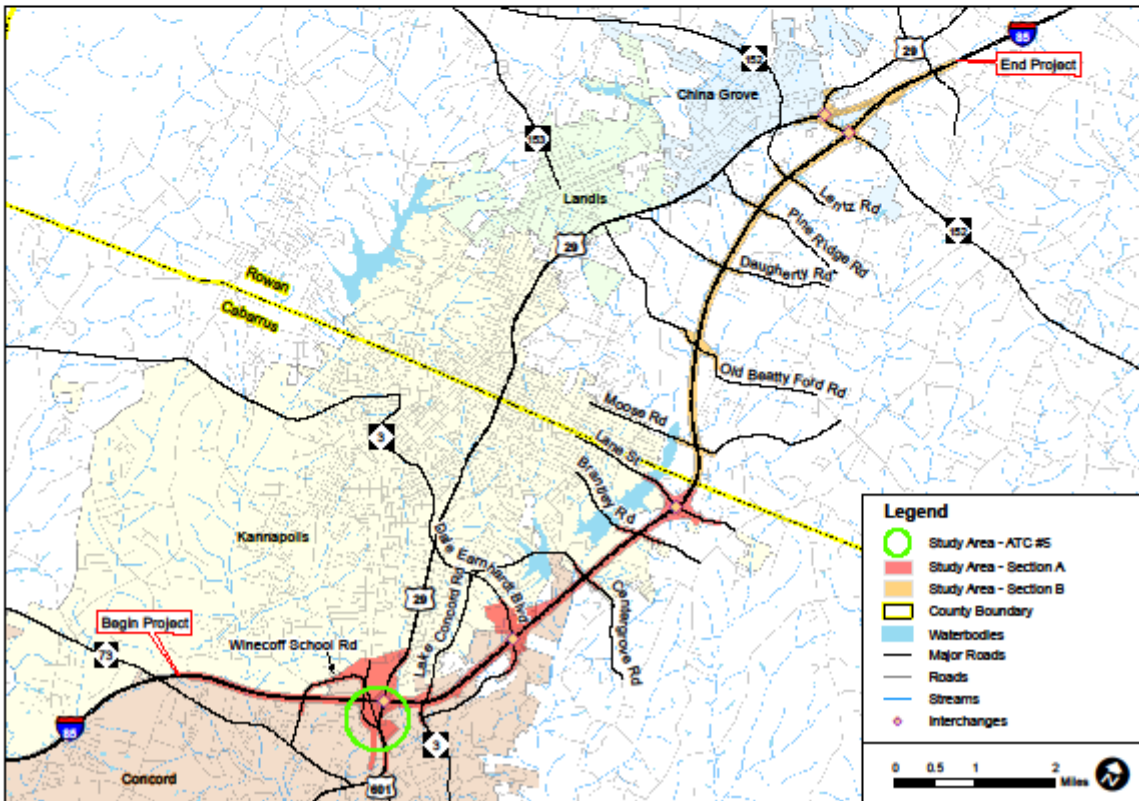 85
29
End Project
152
China Grove
153
Landis
Lentz Rd
152
Pine Ridge Rd
29
Daugherty Rd
Rowan
Cabarrus
Old Beatty Ford Rd
Moose Rd
3
Lane St
Brantley Rd
Kannapolis
Dale Earnhardt Blvd
Lake Concord Rd
Centergrove Rd
29
Begin Project
Winecoff School Rd
73
85
3
Concord
601
Legend
Study Area - ATC #5
Study Area - Section A
Study Area - Section B
County Boundary
Waterbodies
Major Roads
Roads
Streams
Interchanges
0 0.5 1 2
Miles
N